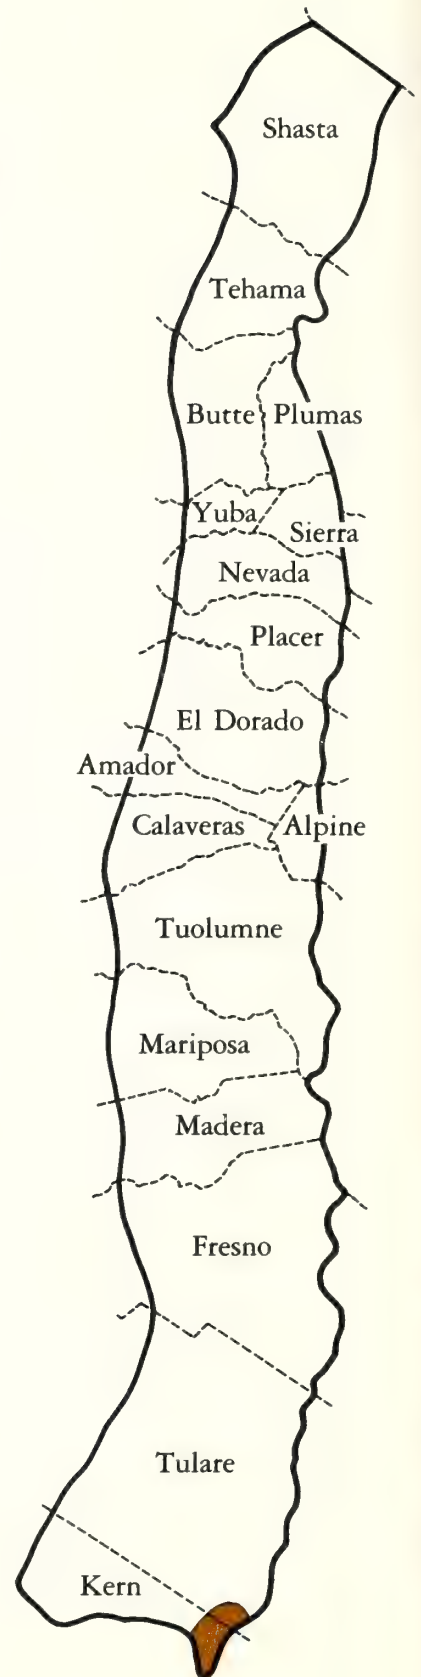 Shasta
Tehama
Butte Plumas
Yuba
Sierra
Nevada
Placer
El Dorado
Amador
Calaveras Alpine
Tuolumne
Mariposa
Madera
Fresno
Tulare
Kern